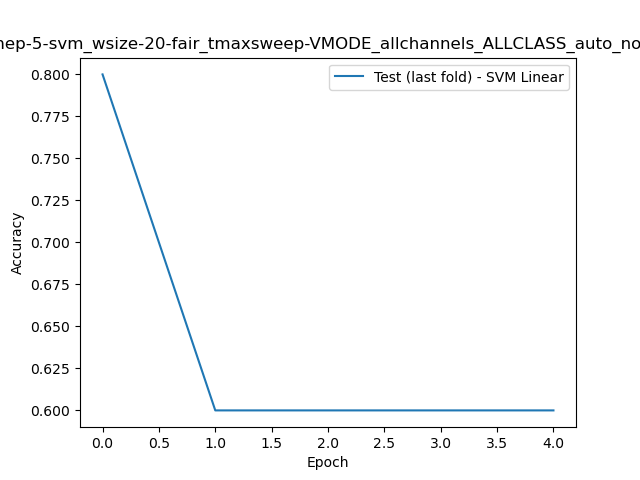 nep-5-svm_wsize-20-fair_tmaxsweep-VMODE_allchannels_ALLCLASS_auto_no
Test (last fold) - SVM Linear
Accuracy
0.800
0.775
0.750
0.725
0.700
0.675
0.650
0.625
0.600
0.0 0.5 1.0 1.5 2.0 2.5 3.0 3.5 4.0
Epoch